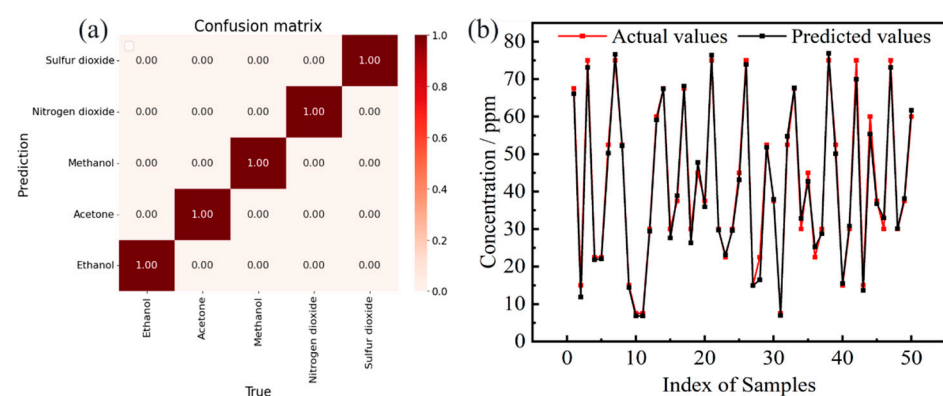 (a)
Confusion matrix
Sulfur dioxide 0.00 0.00 0.00 0.00 1.00
Nitrogen dioxide 0.00 0.00 0.00 1.00 0.00
Methanol 0.00 0.00 1.00 0.00 0.00
Acetone 0.00 1.00 0.00 0.00 0.00
Ethanol 1.00 0.00 0.00 0.00 0.00
Prediction
Ethanol
Acetone
Methanol
Nitrogen dioxide
Sulfur dioxide
True
1.0
0.8
0.6
0.4
0.2
0.0
(b)
Actual values Predicted values
80
70
60
50
40
30
20
10
0
Concentration / ppm
0 10 20 30 40 50
Index of Samples